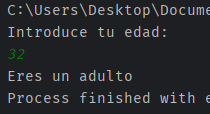 C:\Users\Desktop\Docume
Introduce tu edad:
32
Eres un adulto
Process finished with e